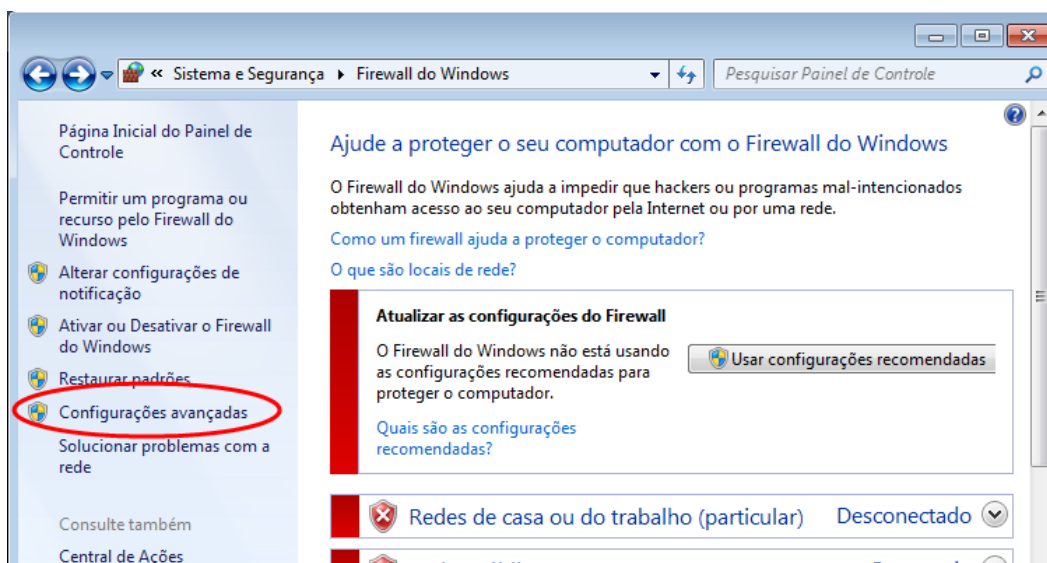 « Sistema e Segurança ▸ Firewall do Windows
Pesquisar Painel de Controle
Página Inicial do Painel de
Controle
Permitir um programa ou
recurso pelo Firewall do
Windows
Alterar configurações de
notificação
Ativar ou Desativar o Firewall
do Windows
Restaurar padrões
Configurações avançadas
Solucionar problemas com a
rede
Consulte também
Central de Ações
Ajude a proteger o seu computador com o Firewall do Windows
O Firewall do Windows ajuda a impedir que hackers ou programas mal-intencionados
obtenham acesso ao seu computador pela Internet ou por uma rede.
Como um firewall ajuda a proteger o computador?
O que são locais de rede?
Atualizar as configurações do Firewall
O Firewall do Windows não está usando
as configurações recomendadas para
proteger o computador.
Usar configurações recomendadas
Quais são as configurações
recomendadas?
Redes de casa ou do trabalho (particular) Desconectado